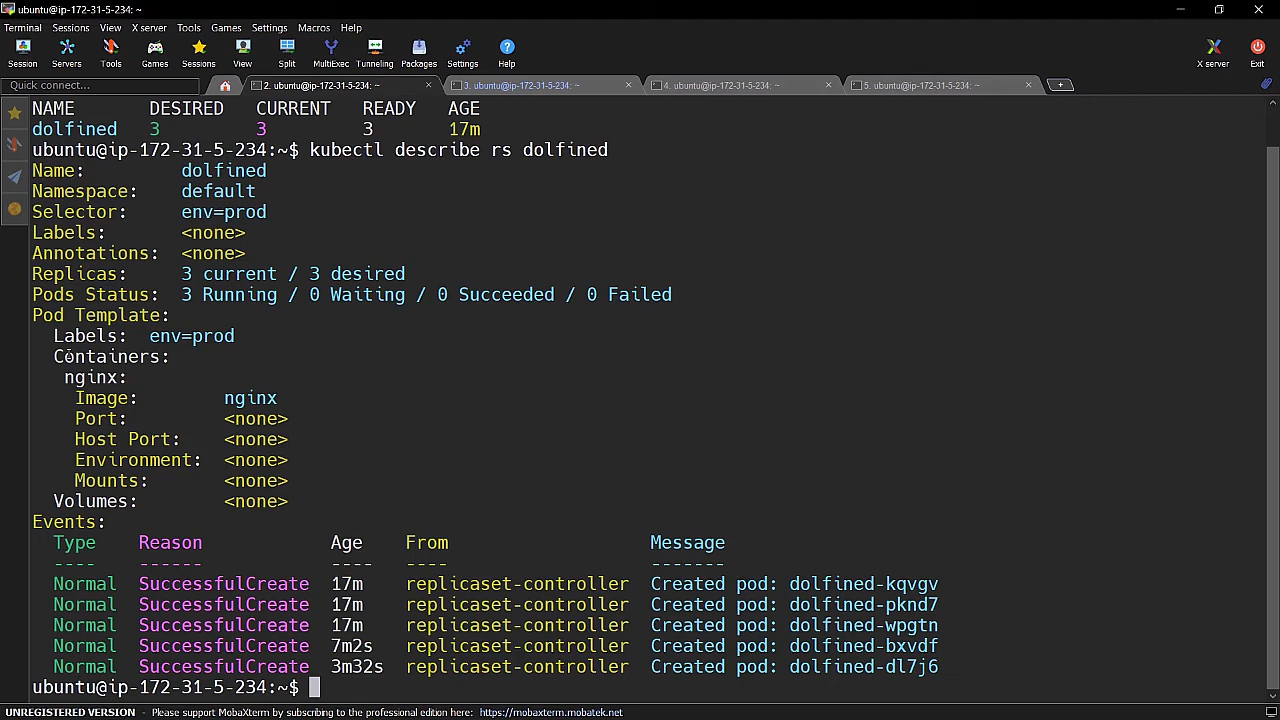 ubuntu@ip-172-31-5-234: ~
Terminal Sessions View X server Tools Games Settings Macros Help
Session Servers Tools Games Sessions View Split MultiExec Tunneling Packages Settings Help X server Exit
Quick connect... 2. ubuntu@ip-172-31-5-234: ~ 3. ubuntu@ip-172-31-5-234: ~ 4. ubuntu@ip-172-31-5-234: ~ 5. ubuntu@ip-172-31-5-234: ~
NAME DESIRED CURRENT READY AGE
dolfined 3 3 3 17m
ubuntu@ip-172-31-5-234:~$ kubectl describe rs dolfined
Name: dolfined
Namespace: default
Selector: env=prod
Labels: <none>
Annotations: <none>
Replicas: 3 current / 3 desired
Pods Status: 3 Running / 0 Waiting / 0 Succeeded / 0 Failed
Pod Template:
Labels: env=prod
Containers:
nginx:
Image: nginx
Port: <none>
Host Port: <none>
Environment: <none>
Mounts: <none>
Volumes: <none>
Events:
Type Reason Age From Message
---- ------ ---- ---- -------
Normal SuccessfulCreate 17m replicaset-controller Created pod: dolfined-kqvgv
Normal SuccessfulCreate 17m replicaset-controller Created pod: dolfined-pknd7
Normal SuccessfulCreate 17m replicaset-controller Created pod: dolfined-wpgtn
Normal SuccessfulCreate 7m2s replicaset-controller Created pod: dolfined-bxvdf
Normal SuccessfulCreate 3m32s replicaset-controller Created pod: dolfined-dl7j6
ubuntu@ip-172-31-5-234:~$
UNREGISTERED VERSION - Please support MobaXterm by subscribing to the professional edition here: https://mobaxterm.mobatek.net